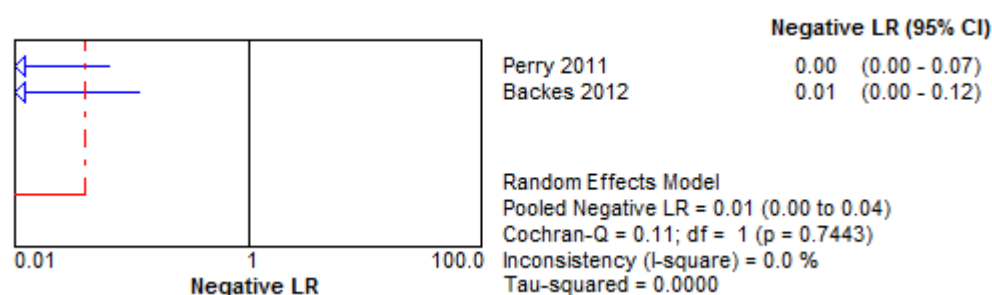 Negative LR (95% CI)
Perry 2011 0.00 (0.00 - 0.07)
Backes 2012 0.01 (0.00 - 0.12)
Random Effects Model
Pooled Negative LR = 0.01 (0.00 to 0.04)
Cochran-Q = 0.11; df = 1 (p = 0.7443)
Inconsistency (I-square) = 0.0 %
Tau-squared = 0.0000
0.01 1 100.0
Negative LR